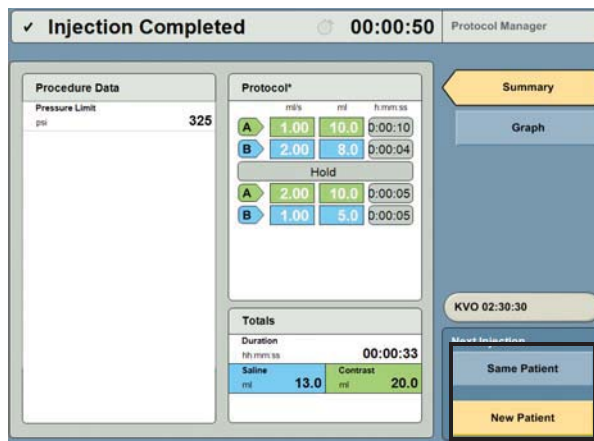 ✓ Injection Completed 00:00:50 Protocol Manager
Procedure Data
Pressure Limit
psi 325
Protocol*
ml/s ml h:mm:ss
A 1.00 10.0 0:00:10
B 2.00 8.0 0:00:04
Hold
A 2.00 10.0 0:00:05
B 1.00 5.0 0:00:05
Totals
Duration
hh:mm:ss 00:00:33
Saline Contrast
ml 13.0 ml 20.0
Summary
Graph
KVO 02:30:30
Next Injection
Same Patient
New Patient